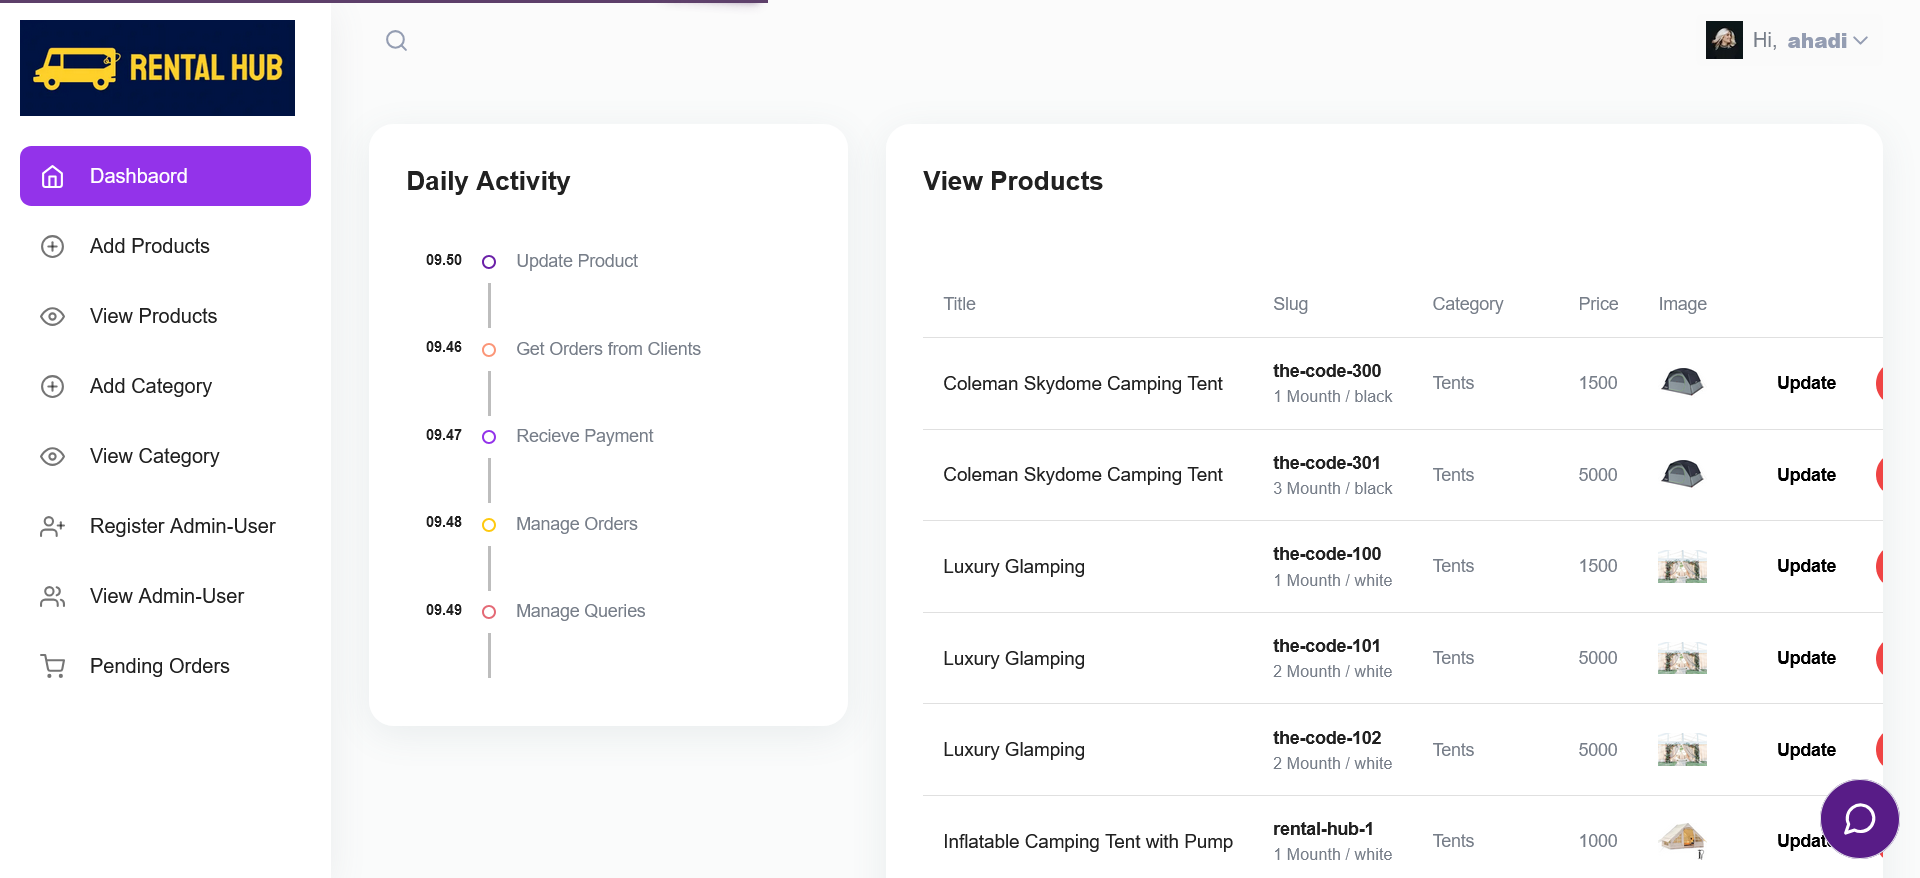 RENTAL HUB
Hi, ahadi
Dashbaord
Add Products
View Products
Add Category
View Category
Register Admin-User
View Admin-User
Pending Orders
Daily Activity
09.50 Update Product
09.46 Get Orders from Clients
09.47 Recieve Payment
09.48 Manage Orders
09.49 Manage Queries
View Products
Title Slug Category Price Image
Coleman Skydome Camping Tent the-code-300 Tents 1500 Update
1 Mounth / black
Coleman Skydome Camping Tent the-code-301 Tents 5000 Update
3 Mounth / black
Luxury Glamping the-code-100 Tents 1500 Update
1 Mounth / white
Luxury Glamping the-code-101 Tents 5000 Update
2 Mounth / white
Luxury Glamping the-code-102 Tents 5000 Update
2 Mounth / white
Inflatable Camping Tent with Pump rental-hub-1 Tents 1000 Update
1 Mounth / white